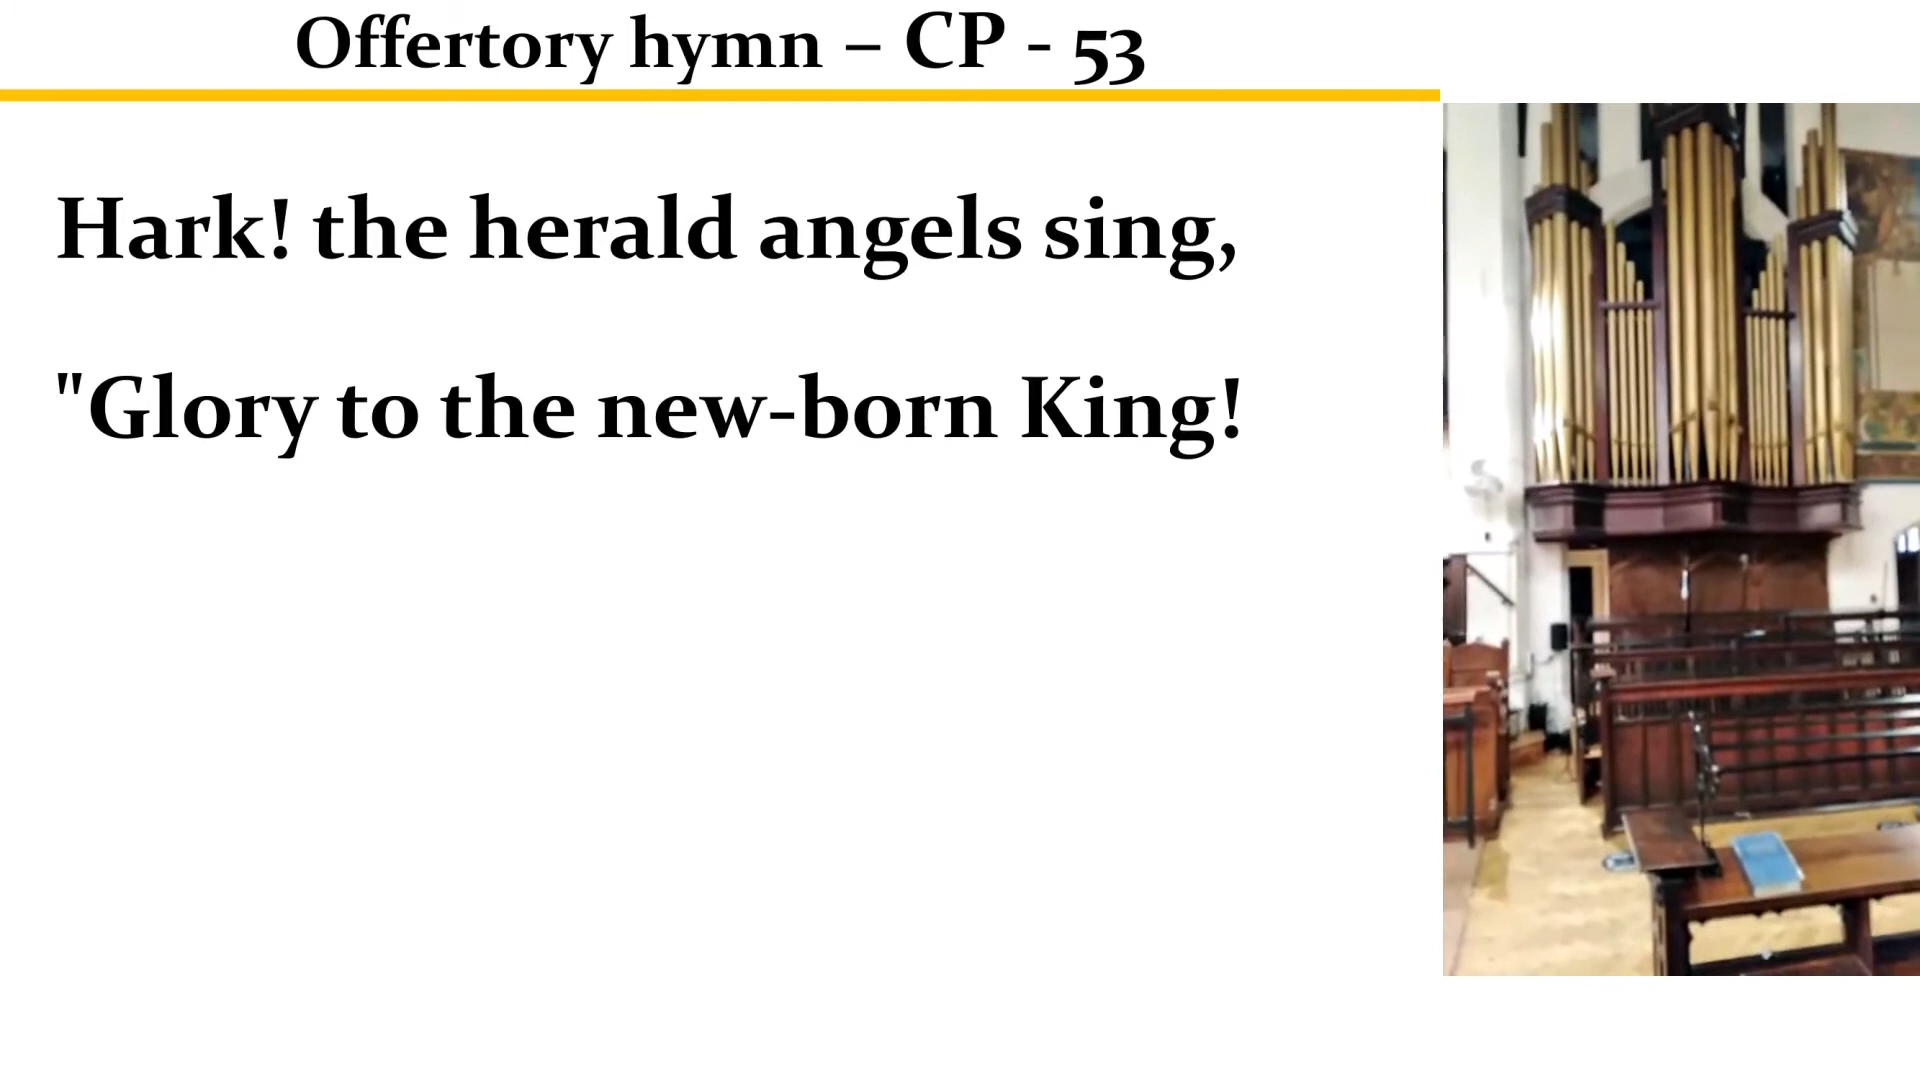 Offertory hymn – CP - 53
Hark! the herald angels sing,
"Glory to the new-born King!